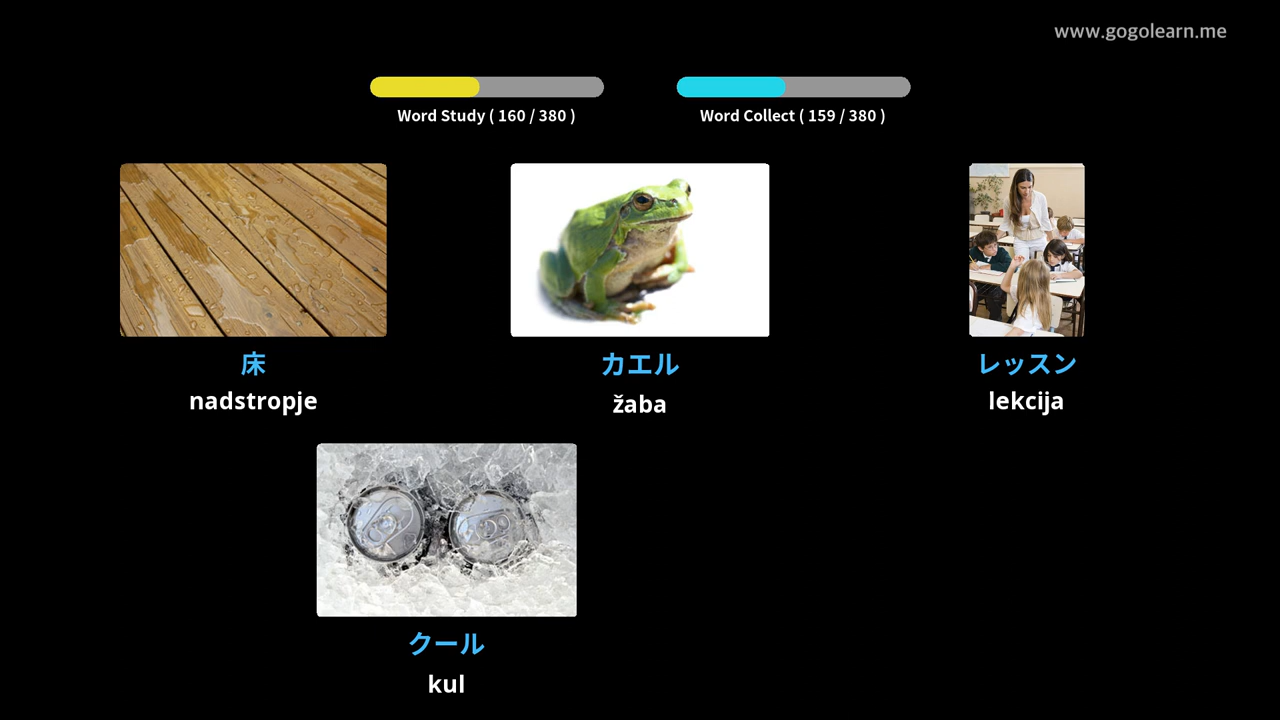 www.gogolearn.me
Word Study ( 160 / 380 )
Word Collect ( 159 / 380 )
床
nadstropje
カエル
žaba
レッスン
lekcija
クール
kul